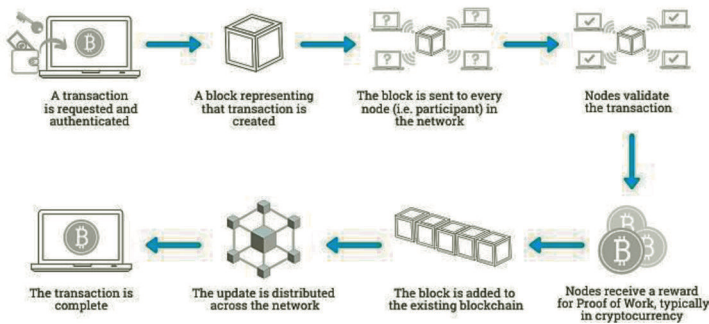 A transaction
is requested and
authenticated
A block representing
that transaction is
created
The block is sent to every
node (i.e. participant) in
the network
Nodes validate
the transaction
The transaction is
complete
The update is distributed
across the network
The block is added to
the existing blockchain
Nodes receive a reward
for Proof of Work, typically
in cryptocurrency